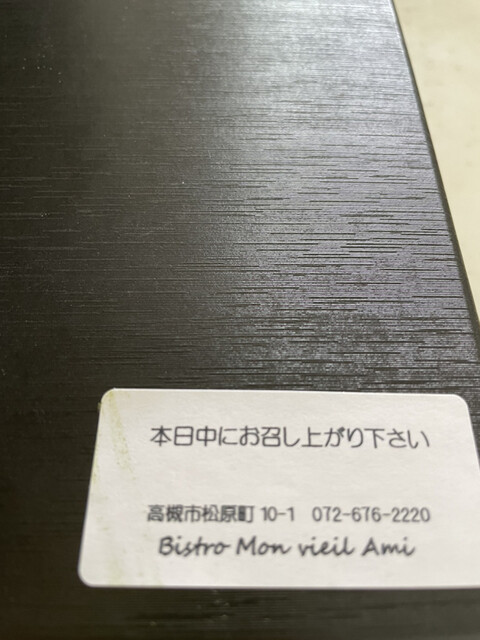 本日中にお召し上がり下さい
高槻市松原町 10-1 072-676-2220
Bistro Mon vieil Ami